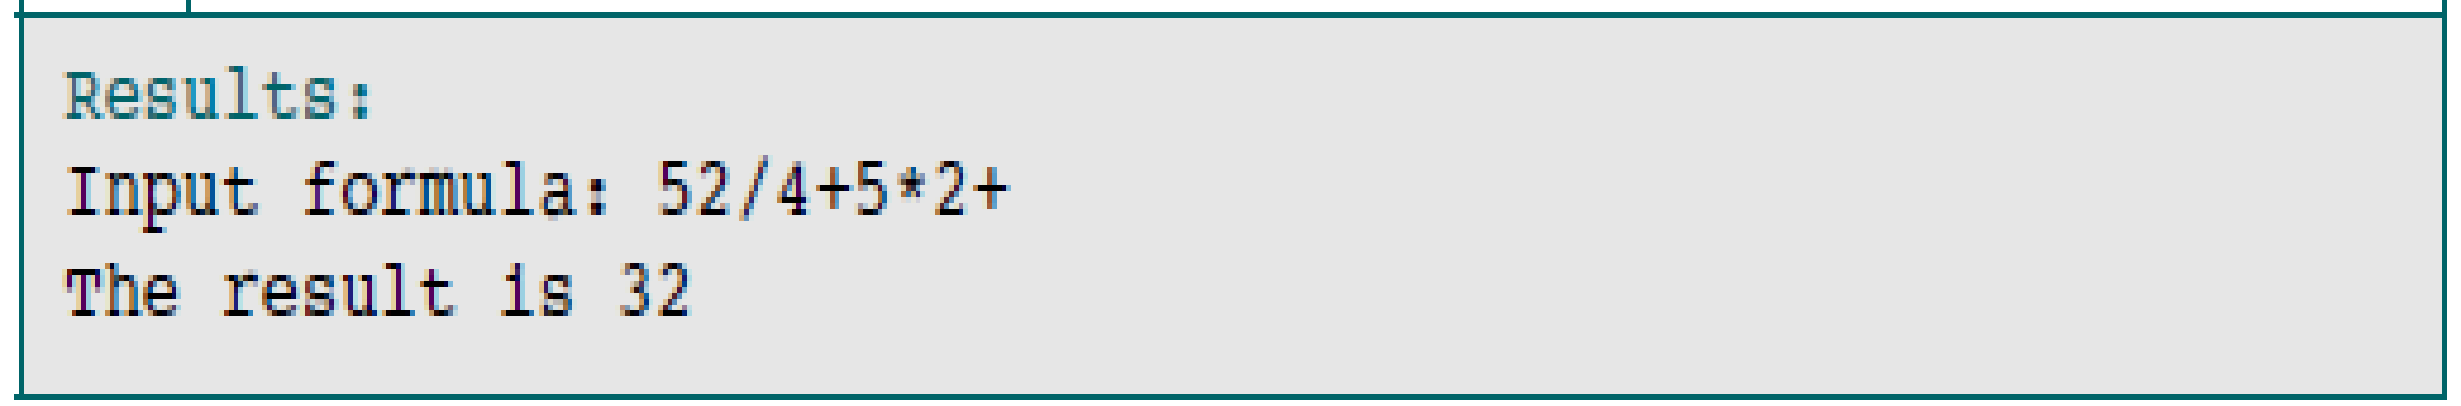 Results:
Input formula: 52/4+5*2+
The result is 32